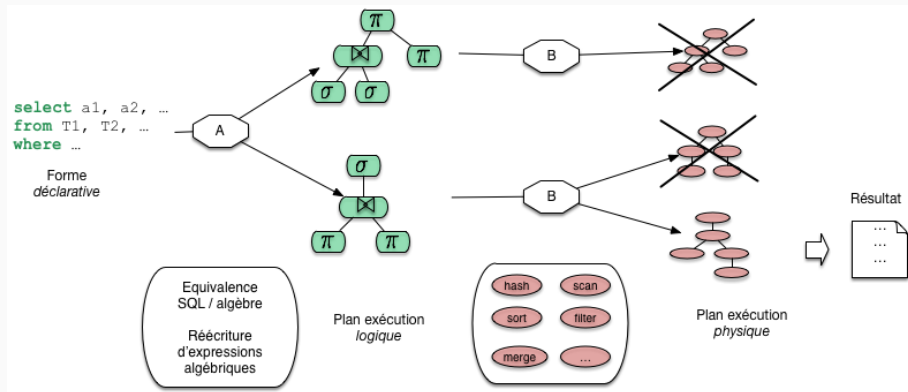 π
⋈
π
σ
σ
B
select a1, a2, …
from T1, T2, …
where …
A
Forme
déclarative
σ
⋈
π
π
B
Résultat
…
…
…
Equivalence
SQL / algèbre
Réécriture
d'expressions
algébriques
Plan exécution
logique
hash
scan
sort
filter
merge
…
Plan exécution
physique